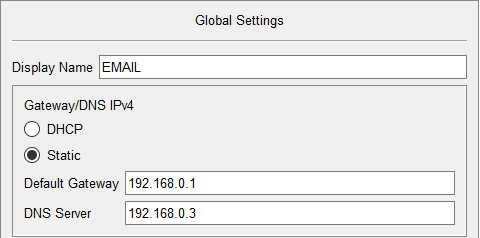 Global Settings
Display Name EMAIL
Gateway/DNS IPv4
DHCP
Static
Default Gateway 192.168.0.1
DNS Server 192.168.0.3